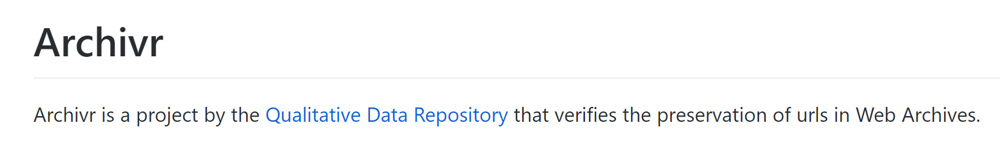 Archivr
Archivr is a project by the Qualitative Data Repository that verifies the preservation of urls in Web Archives.